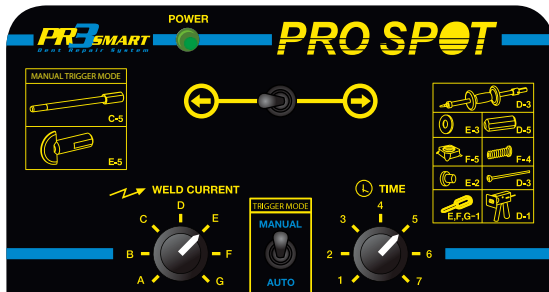 PR3 SMART
Dent Repair System
POWER
PRO SPOT
MANUAL TRIGGER MODE
C-5
E-5
D-3
E-3
D-5
F-5
F-4
E-2
D-3
E,F,G-1
D-1
WELD CURRENT
A
B
C
D
E
F
G
TRIGGER MODE
MANUAL
AUTO
TIME
1
2
3
4
5
6
7